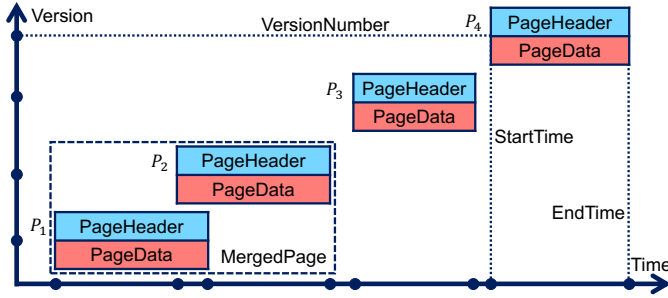 Version
VersionNumber
P4
PageHeader
PageData
P3
PageHeader
PageData
StartTime
P2
PageHeader
PageData
EndTime
P1
PageHeader
PageData
MergedPage
Time